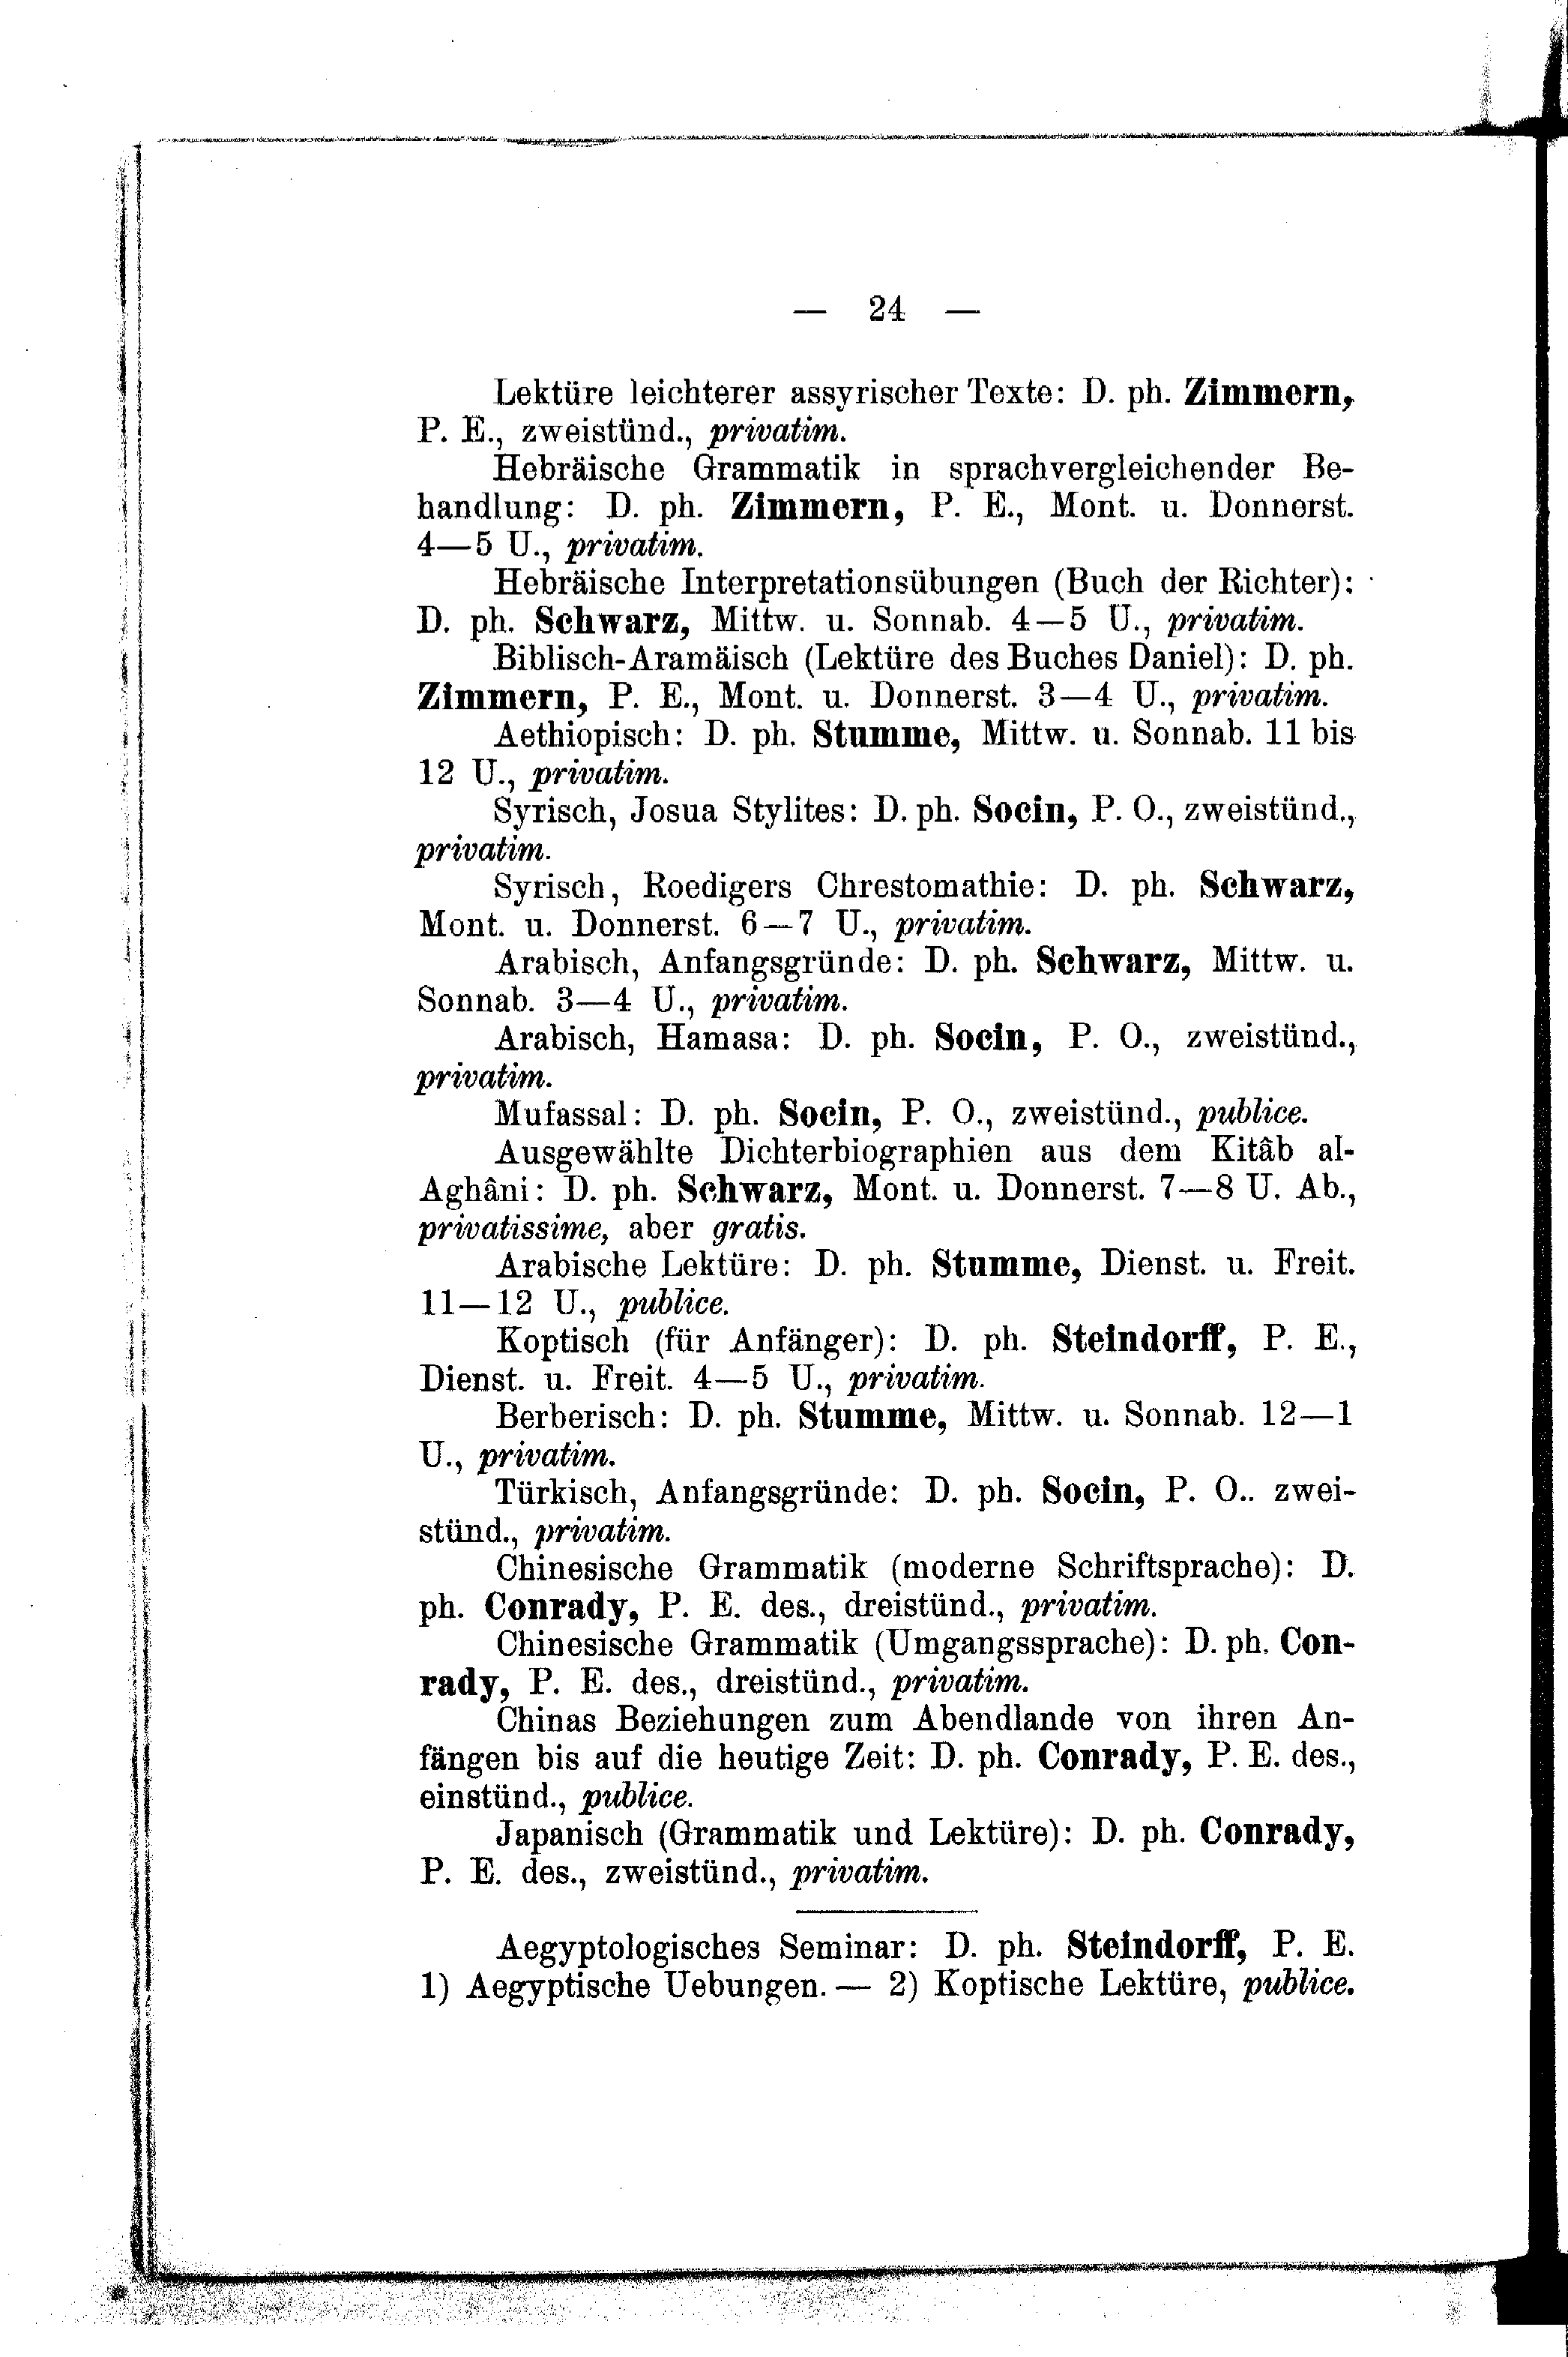 — 24 —
Lektüre leichterer assyrischer Texte: D. ph. Zimmern,
P. E., zweistünd., privatim.
Hebräische Grammatik in sprachvergleichender Be-
handlung: D. ph. Zimmern, P. E., Mont. u. Donnerst.
4—5 U., privatim.
Hebräische Interpretationsübungen (Buch der Richter):
D. ph. Schwarz, Mittw. u. Sonnab. 4—5 U., privatim.
Biblisch-Aramäisch (Lektüre des Buches Daniel): D. ph.
Zimmern, P. E., Mont. u. Donnerst. 3—4 U., privatim.
Aethiopisch: D. ph. Stumme, Mittw. u. Sonnab. 11 bis
12 U., privatim.
Syrisch, Josua Stylites: D. ph. Socin, P. O., zweistünd.,
privatim.
Syrisch, Roedigers Chrestomathie: D. ph. Schwarz,
Mont. u. Donnerst. 6—7 U., privatim.
Arabisch, Anfangsgründe: D. ph. Schwarz, Mittw. u.
Sonnab. 3—4 U., privatim.
Arabisch, Hamasa: D. ph. Socin, P. O., zweistünd.,
privatim.
Mufassal: D. ph. Socin, P. O., zweistünd., publice.
Ausgewählte Dichterbiographien aus dem Kitâb al-
Aghâni: D. ph. Schwarz, Mont. u. Donnerst. 7—8 U. Ab.,
privatissime, aber gratis.
Arabische Lektüre: D. ph. Stumme, Dienst. u. Freit.
11—12 U., publice.
Koptisch (für Anfänger): D. ph. Steindorff, P. E.,
Dienst. u. Freit. 4—5 U., privatim.
Berberisch: D. ph. Stumme, Mittw. u. Sonnab. 12—1
U., privatim.
Türkisch, Anfangsgründe: D. ph. Socin, P. O.. zwei-
stünd., privatim.
Chinesische Grammatik (moderne Schriftsprache): D.
ph. Conrady, P. E. des., dreistünd., privatim.
Chinesische Grammatik (Umgangssprache): D. ph. Con-
rady, P. E. des., dreistünd., privatim.
Chinas Beziehungen zum Abendlande von ihren An-
fängen bis auf die heutige Zeit: D. ph. Conrady, P. E. des.,
einstünd., publice.
Japanisch (Grammatik und Lektüre): D. ph. Conrady,
P. E. des., zweistünd., privatim.
Aegyptologisches Seminar: D. ph. Steindorff, P. E.
1) Aegyptische Uebungen. — 2) Koptische Lektüre, publice.